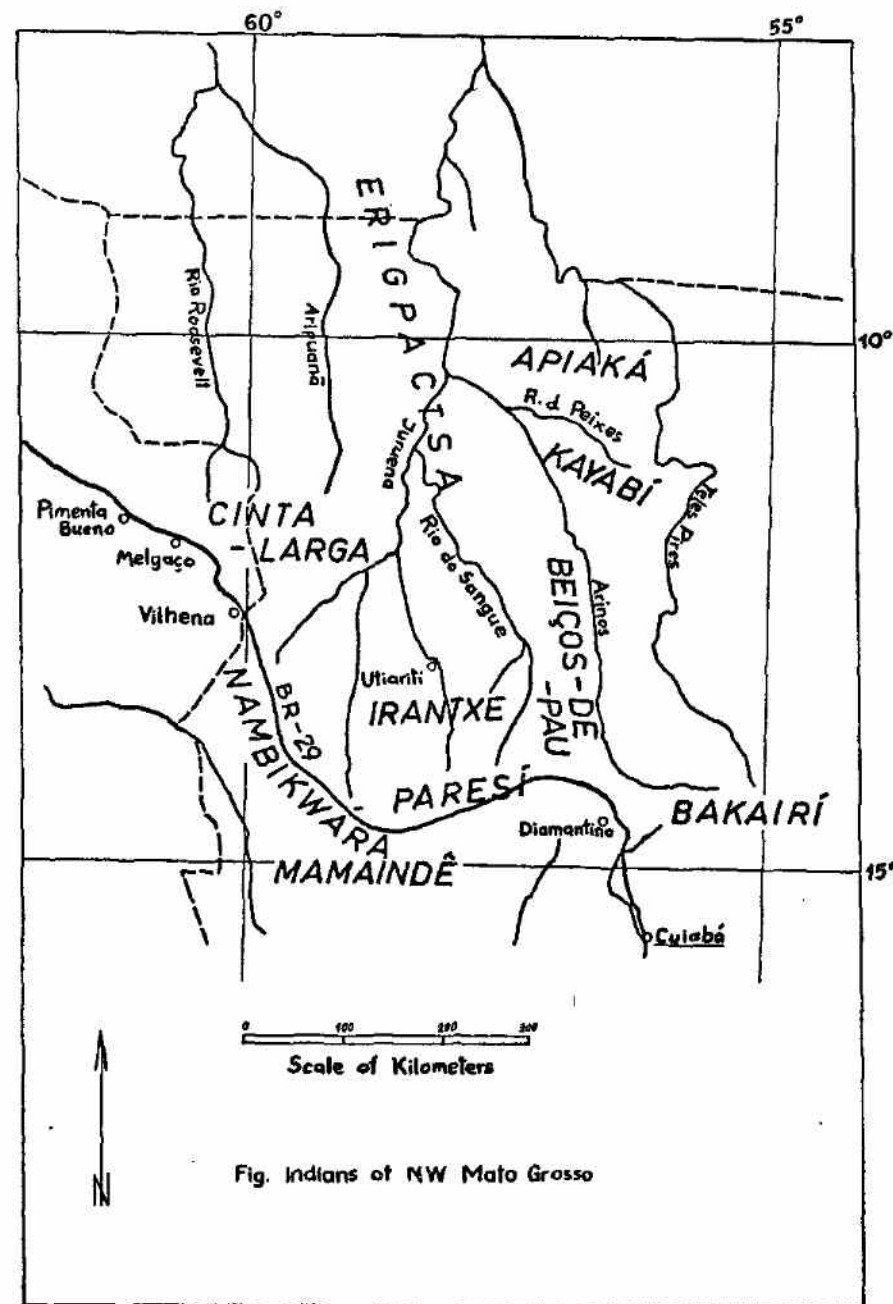 60°
55°
ERIGPACTSA
Rio Roosevelt
Aripuanã
10°
APIAKÁ
R. d. Peixes
Juruena
KAYABÍ
Teles Pires
CINTA
- LARGA
Pimenta
Bueno
Melgaço
Rio do Sangue
Vilhena
BEIÇOS-DE
-PAU
Arinos
Utiariti
NAMBIKWÁRA
BR-29
IRANTXE
PARESÍ
Diamantino
BAKAIRÍ
MAMAINDÊ
15°
Cuiabá
0 100 200 300
Scale of Kilometers
N
Fig. Indians of NW Mato Grosso